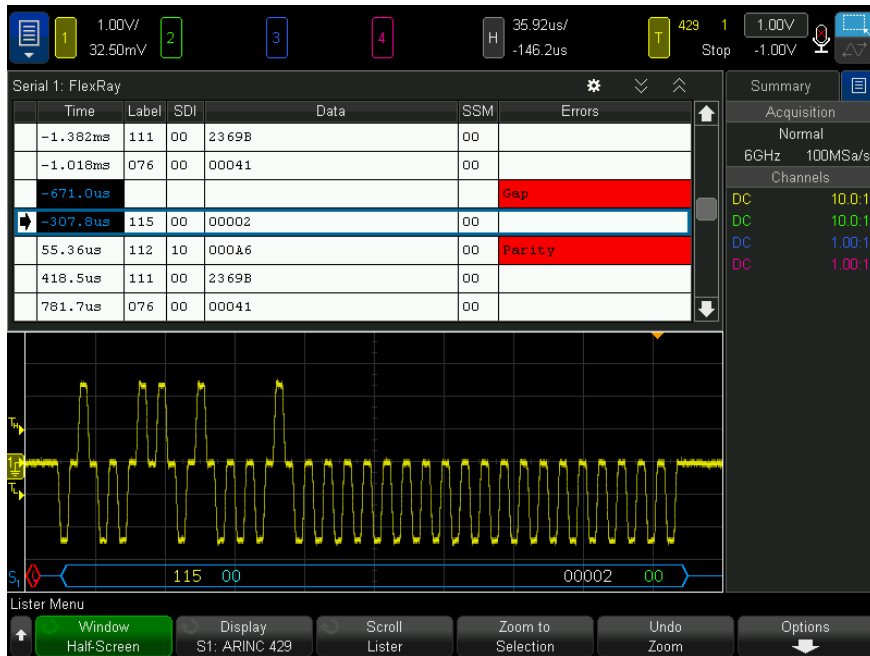 1 1.00V/ 2 3 4 H 35.92us/ T 429 1 1.00V
32.50mV -146.2us Stop -1.00V
Serial 1: FlexRay
Summary
Time Label SDI Data SSM Errors
Acquisition
Normal
6GHz 100MSa/s
Channels
DC 10.0:1
DC 10.0:1
DC 1.00:1
DC 1.00:1
-1.382ms 111 00 2369B 00
-1.018ms 076 00 00041 00
-671.0us Gap
-307.8us 115 00 00002 00
55.36us 112 10 000A6 00 Parity
418.5us 111 00 2369B 00
781.7us 076 00 00041 00
TH
1
TL
S1 115 00 00002 00
Lister Menu
Window Display Scroll Zoom to Undo Options
Half-Screen S1: ARINC 429 Lister Selection Zoom